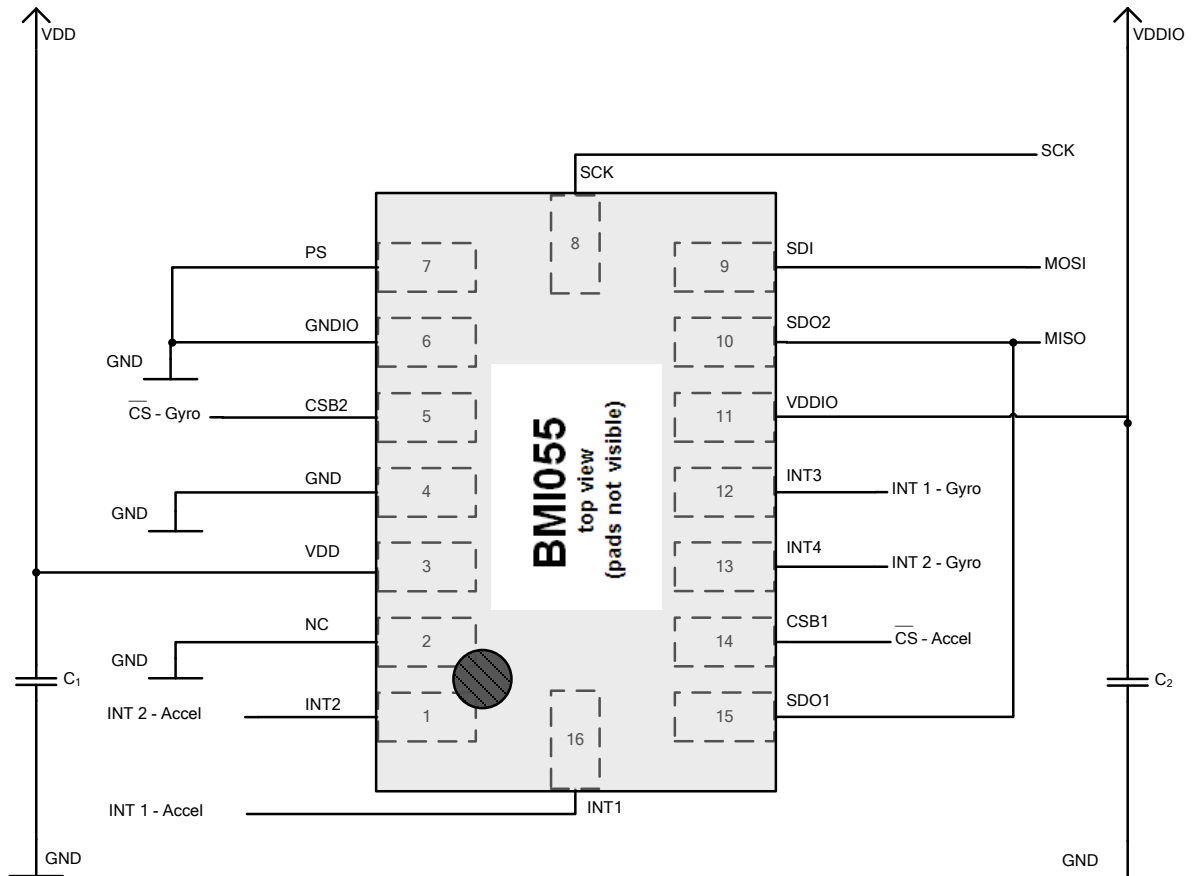 VDD
VDDIO
SCK
SCK
8
PS
7
9
SDI
MOSI
GNDIO
6
10
SDO2
MISO
GND
C̅S̅ - Gyro
CSB2
5
11
VDDIO
BMI055
top view
(pads not visible)
GND
4
12
INT3
INT 1 - Gyro
GND
VDD
3
13
INT4
INT 2 - Gyro
NC
2
14
CSB1
C̅S̅ - Accel
GND
C₁
C₂
INT 2 - Accel
INT2
1
15
SDO1
16
INT 1 - Accel
INT1
GND
GND